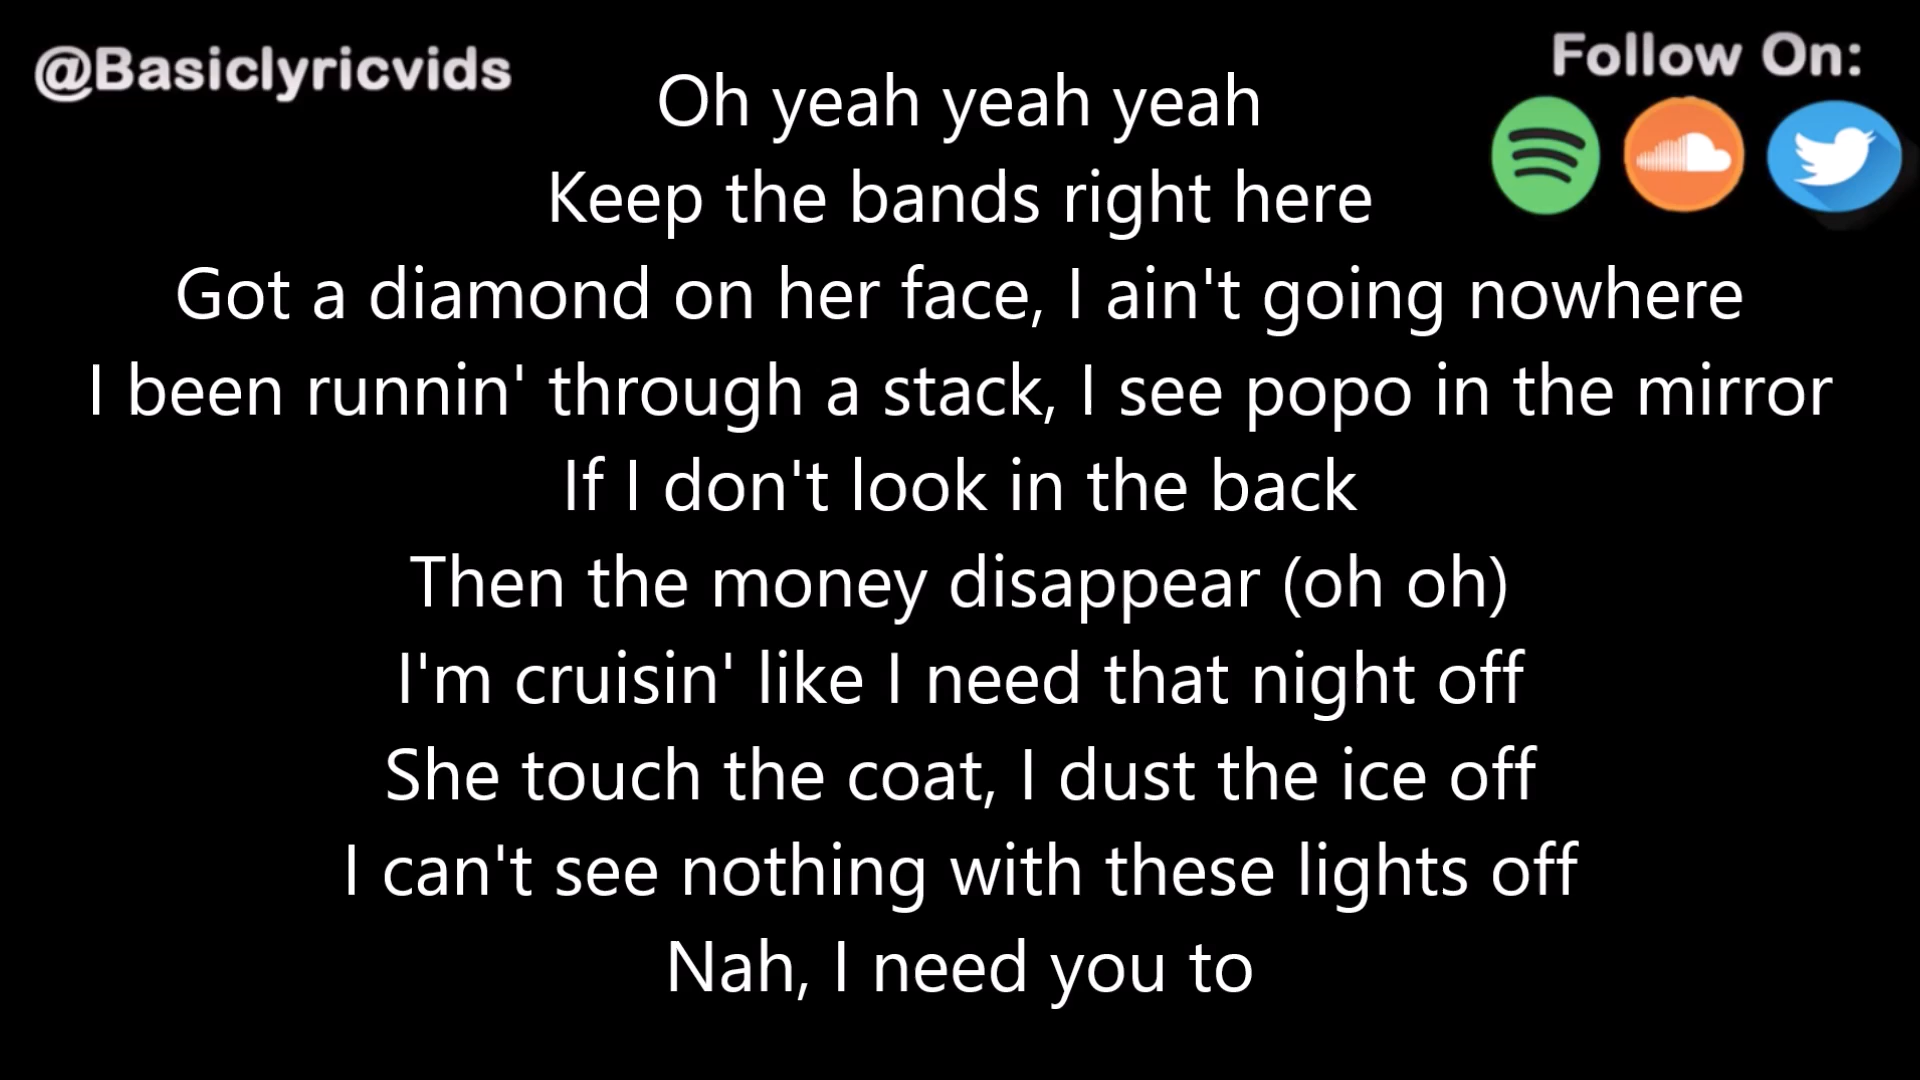 @Basiclyricvids
Follow On:
Oh yeah yeah yeah
Keep the bands right here
Got a diamond on her face, I ain't going nowhere
I been runnin' through a stack, I see popo in the mirror
If I don't look in the back
Then the money disappear (oh oh)
I'm cruisin' like I need that night off
She touch the coat, I dust the ice off
I can't see nothing with these lights off
Nah, I need you to